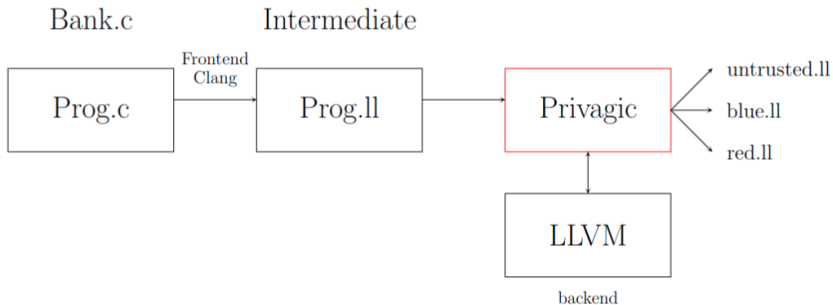 Bank.c
Intermediate
Frontend
Clang
Prog.c
Prog.ll
Privagic
untrusted.ll
blue.ll
red.ll
LLVM
backend